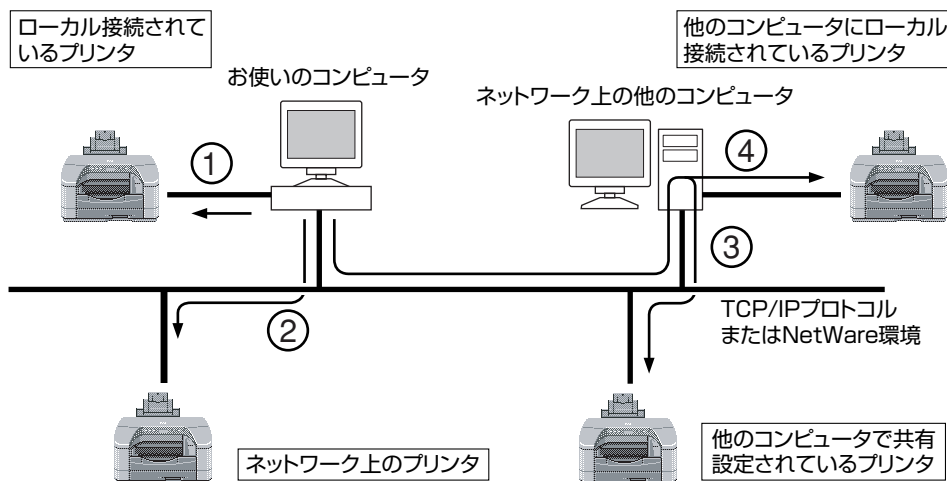 ローカル接続されて
いるプリンタ
他のコンピュータにローカル
接続されているプリンタ
お使いのコンピュータ
ネットワーク上の他のコンピュータ
①
④
③
②
TCP/IPプロトコル
またはNetWare環境
ネットワーク上のプリンタ
他のコンピュータで共有
設定されているプリンタ